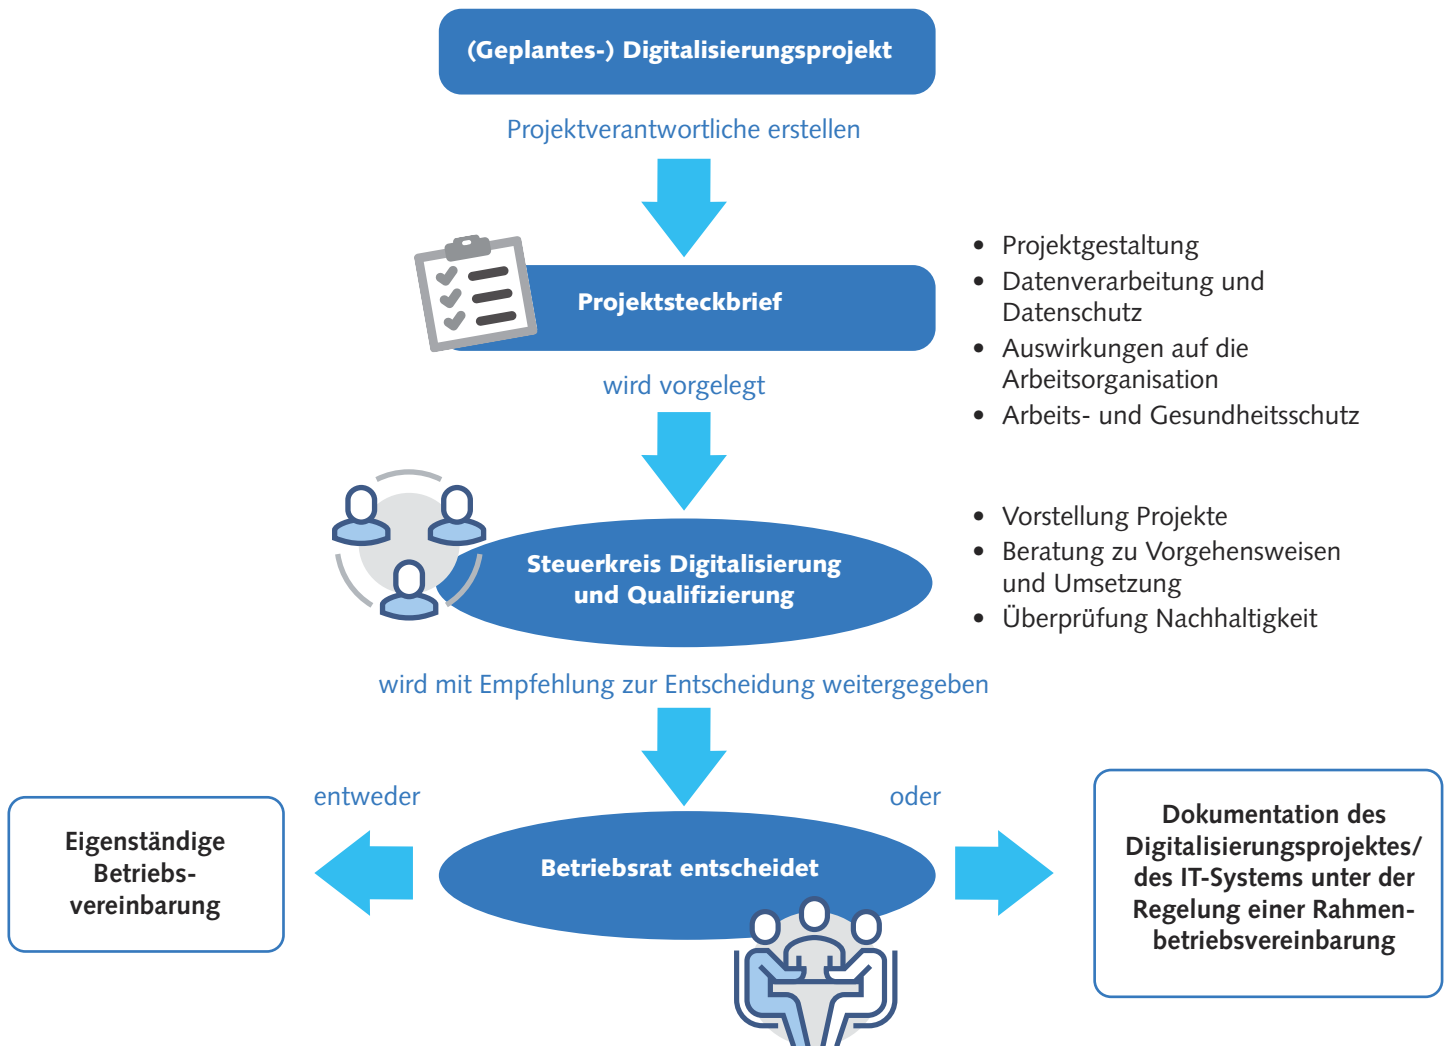 (Geplantes-) Digitalisierungsprojekt
Projektverantwortliche erstellen
Projektsteckbrief
• Projektgestaltung
• Datenverarbeitung und
Datenschutz
• Auswirkungen auf die
Arbeitsorganisation
• Arbeits- und Gesundheitsschutz
wird vorgelegt
Steuerkreis Digitalisierung
und Qualifizierung
• Vorstellung Projekte
• Beratung zu Vorgehensweisen
und Umsetzung
• Überprüfung Nachhaltigkeit
wird mit Empfehlung zur Entscheidung weitergegeben
entweder
oder
Eigenständige
Betriebs-
vereinbarung
Betriebsrat entscheidet
Dokumentation des
Digitalisierungsprojektes/
des IT-Systems unter der
Regelung einer Rahmen-
betriebsvereinbarung